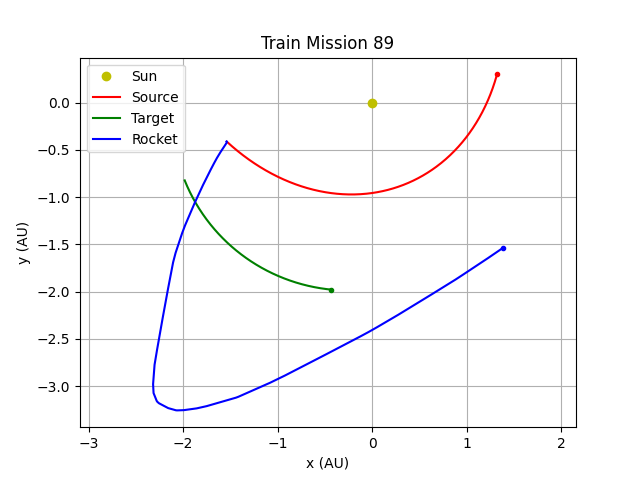 Train Mission 89
Sun
Source
Target
Rocket
0.0
−0.5
−1.0
−1.5
−2.0
−2.5
−3.0
y (AU)
−3
−2
−1
0
1
2
x (AU)